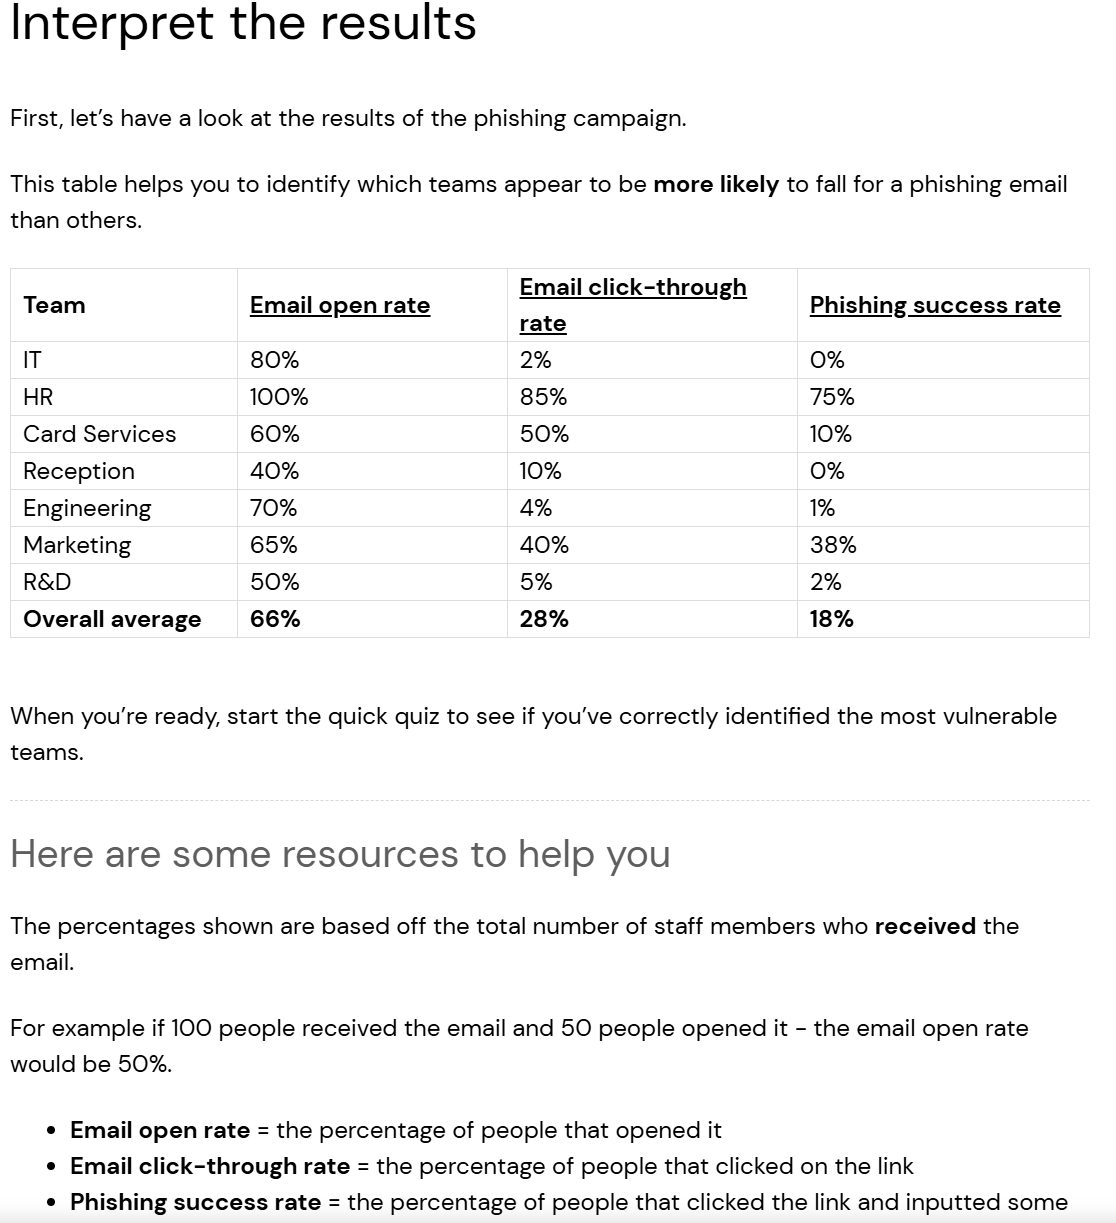 Interpret the results
First, let’s have a look at the results of the phishing campaign.
This table helps you to identify which teams appear to be more likely to fall for a phishing email
than others.
Team Email open rate Email click-through rate Phishing success rate
IT 80% 2% 0%
HR 100% 85% 75%
Card Services 60% 50% 10%
Reception 40% 10% 0%
Engineering 70% 4% 1%
Marketing 65% 40% 38%
R&D 50% 5% 2%
Overall average 66% 28% 18%
When you’re ready, start the quick quiz to see if you’ve correctly identified the most vulnerable
teams.
Here are some resources to help you
The percentages shown are based off the total number of staff members who received the
email.
For example if 100 people received the email and 50 people opened it - the email open rate
would be 50%.
• Email open rate = the percentage of people that opened it
• Email click-through rate = the percentage of people that clicked on the link
• Phishing success rate = the percentage of people that clicked the link and inputted some